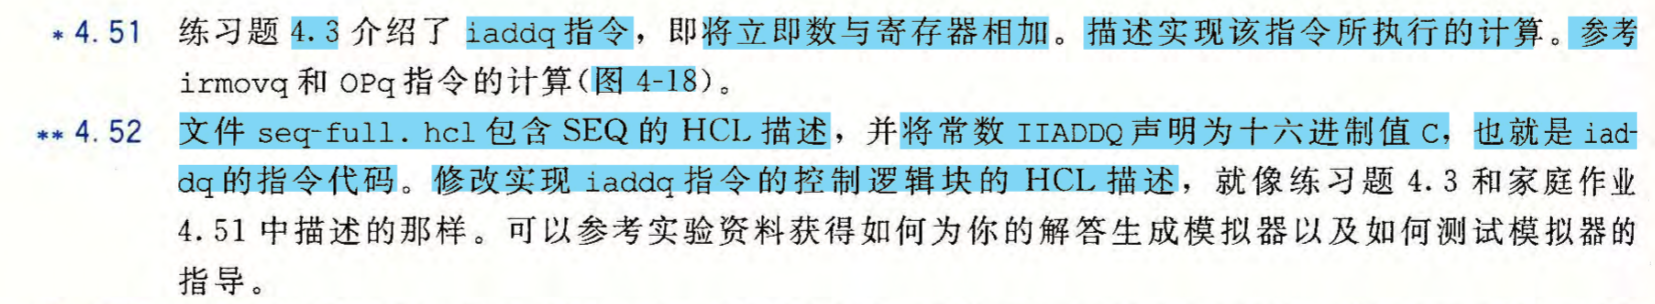 * 4.51 练习题 4.3 介绍了 iaddq指令，即将立即数与寄存器相加。描述实现该指令所执行的计算。参考
irmovq 和 OPq 指令的计算(图 4-18)。
** 4.52 文件 seq-full.hcl 包含 SEQ 的 HCL 描述，并将常数 IIADDQ 声明为十六进制值 C，也就是 iad-
dq 的指令代码。修改实现 iaddq 指令的控制逻辑块的 HCL 描述，就像练习题 4.3 和家庭作业
4.51 中描述的那样。可以参考实验资料获得如何为你的解答生成模拟器以及如何测试模拟器的
指导。